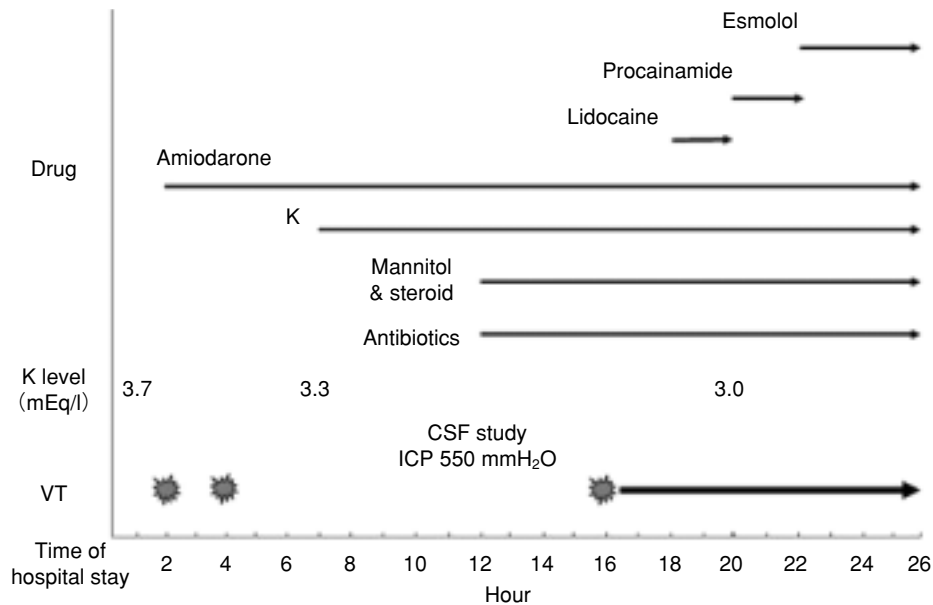 Esmolol
Procainamide
Lidocaine
Amiodarone
Drug
K
Mannitol
& steroid
Antibiotics
K level
(mEq/l)
3.7 3.3 3.0
CSF study
ICP 550 mmH₂O
VT
Time of
hospital stay
2 4 6 8 10 12 14 16 18 20 22 24 26
Hour